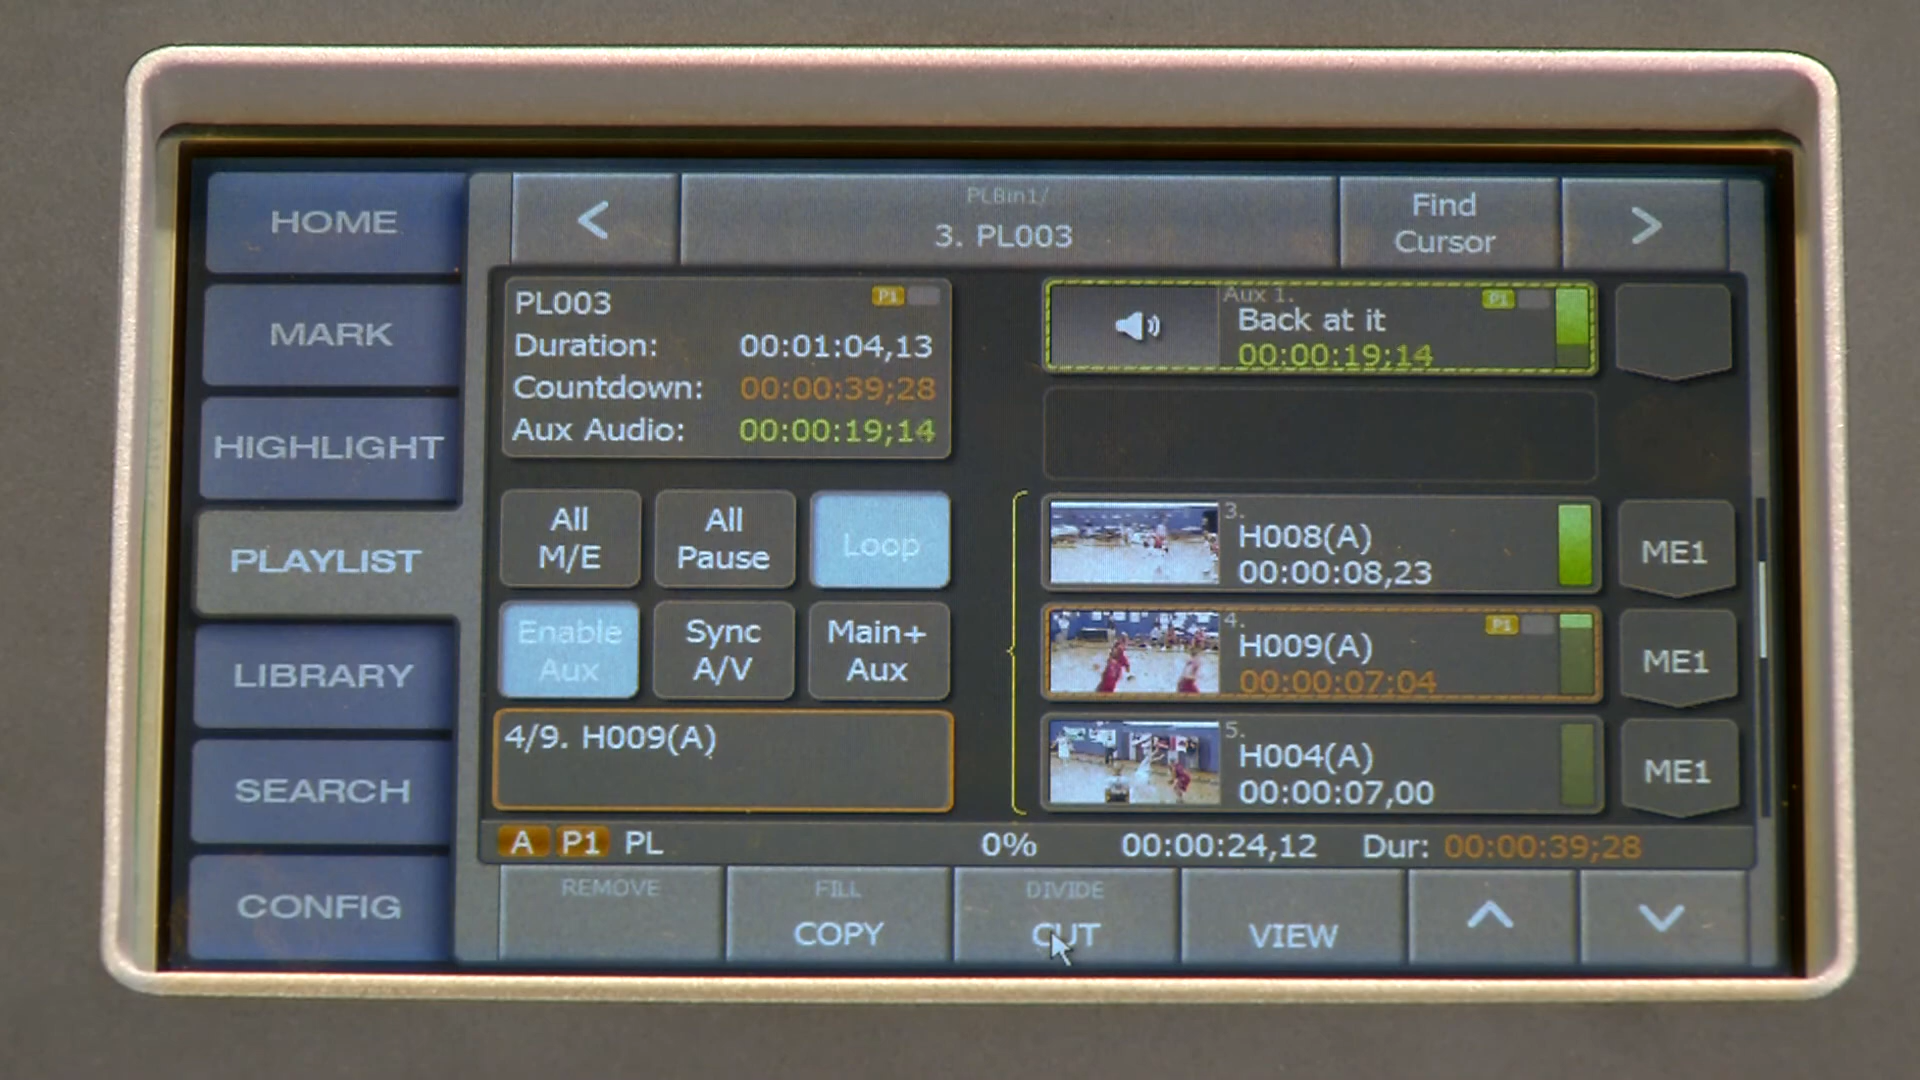 HOME
MARK
HIGHLIGHT
PLAYLIST
LIBRARY
SEARCH
CONFIG
<
PLBin1/
3. PL003
Find
Cursor
>
PL003
P1
Duration: 00:01:04,13
Countdown: 00:00:39;28
Aux Audio: 00:00:19;14
All
M/E
All
Pause
Loop
Enable
Aux
Sync
A/V
Main+
Aux
4/9. H009(A)
Aux 1.
Back at it
P1
00:00:19;14
3.
H008(A)
00:00:08,23
ME1
4.
H009(A)
P1
00:00:07;04
ME1
5.
H004(A)
00:00:07,00
ME1
A P1 PL 0% 00:00:24,12 Dur: 00:00:39;28
REMOVE
FILL
COPY
DIVIDE
CUT
VIEW